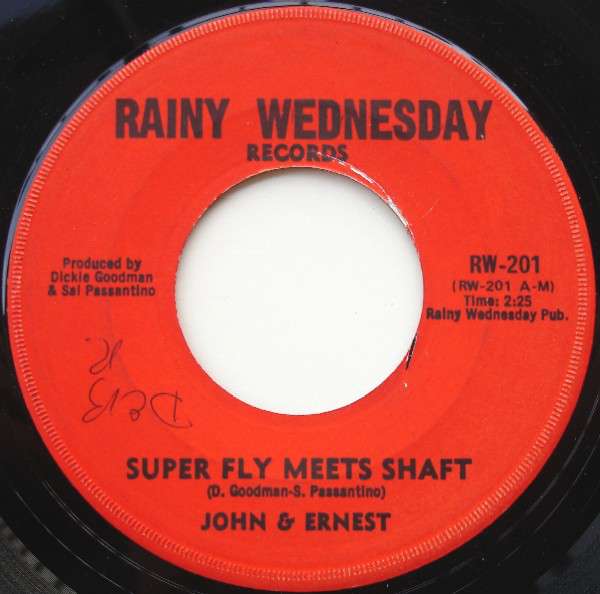 RAINY WEDNESDAY
RECORDS
Produced by
Dickie Goodman
& Sal Passantino
RW-201
(RW-201 A-M)
Time: 2:25
Rainy Wednesday Pub.
DEB
K.
SUPER FLY MEETS SHAFT
(D. Goodman-S. Passantino)
JOHN & ERNEST